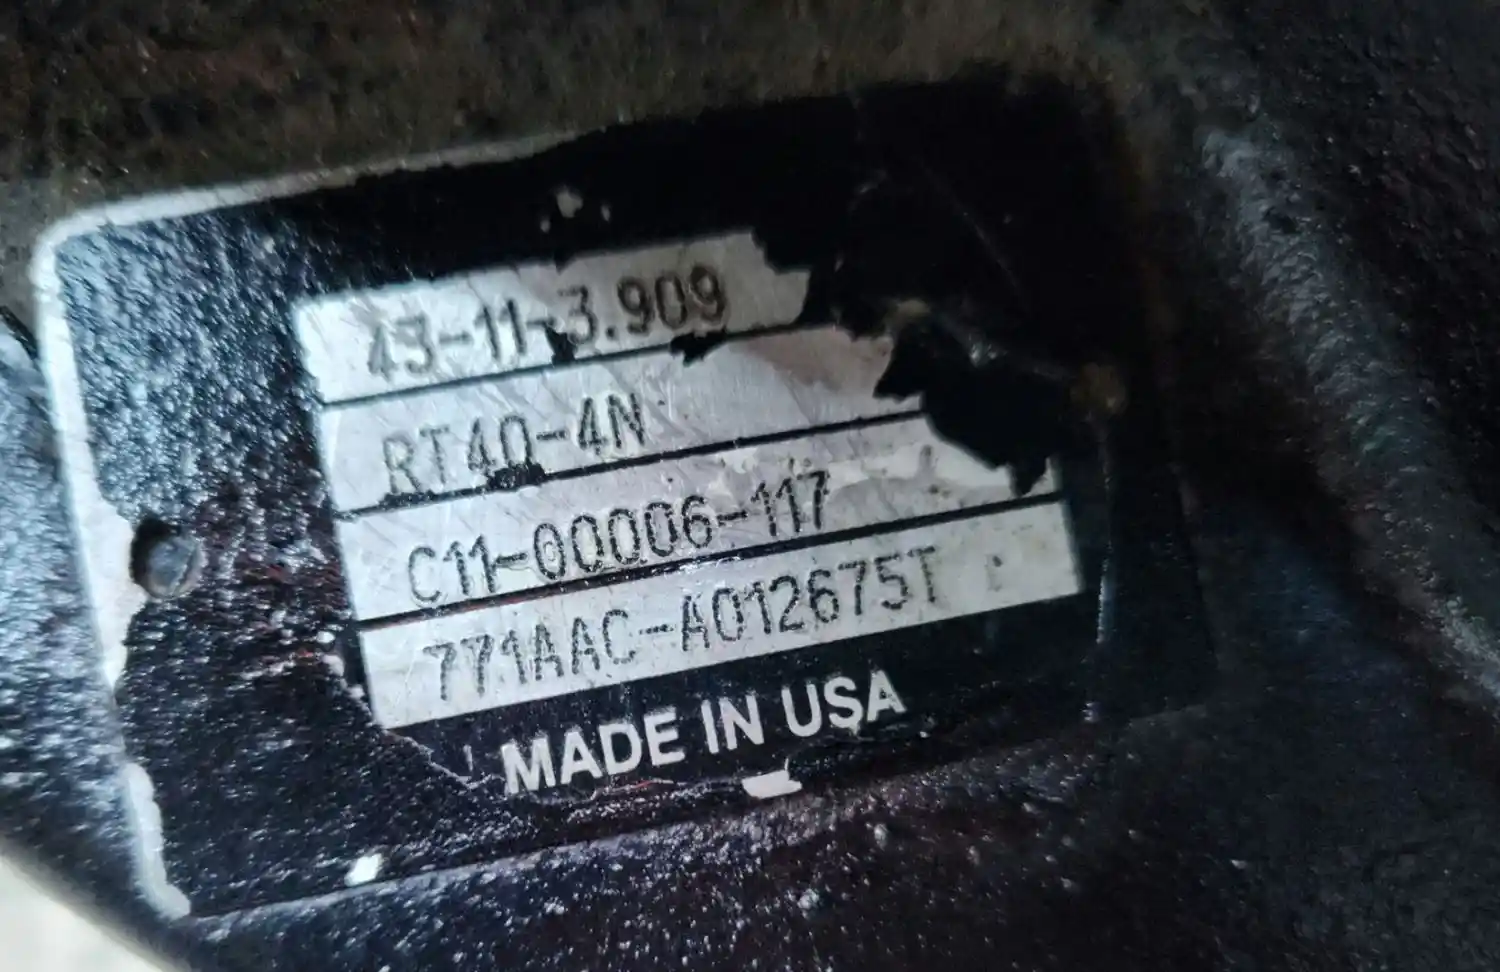 43-11-3.909
RT40-4N
C11-00006-117
771AAC-A012675T
MADE IN USA